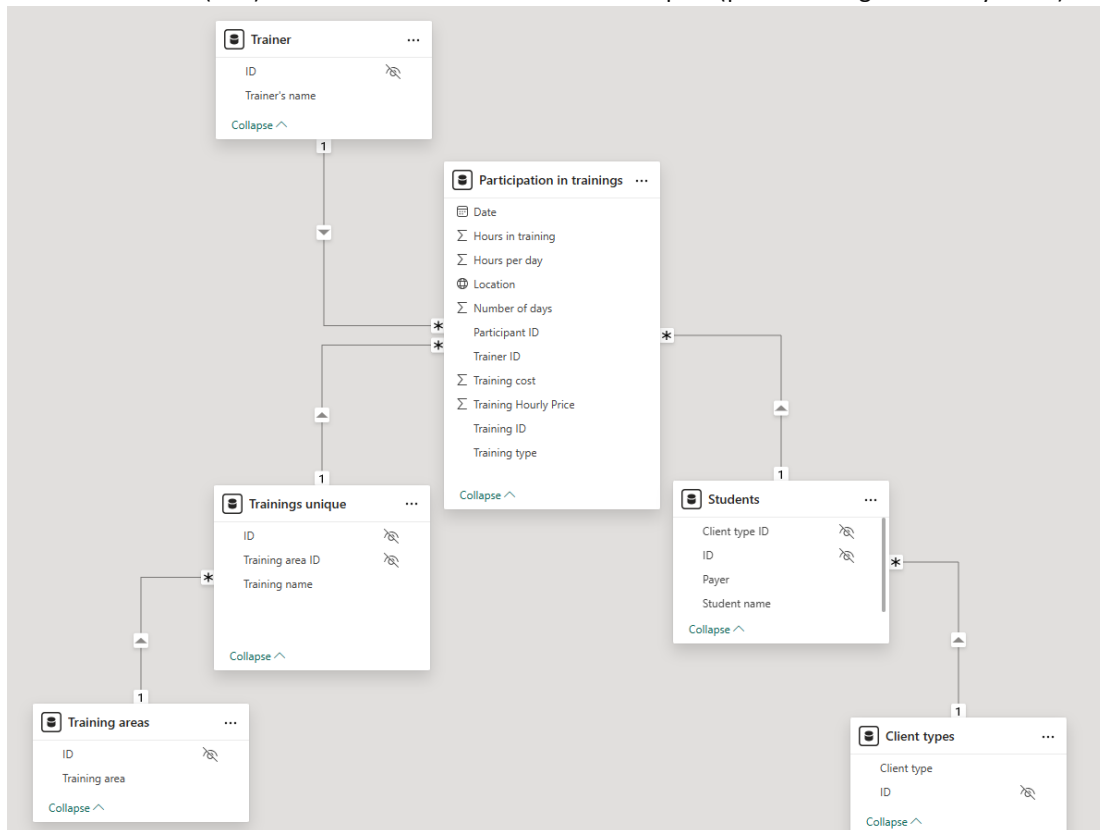 Trainer ...
ID
Trainer's name
Collapse
1
Participation in trainings ...
Date
Hours in training
Hours per day
Location
Number of days
Participant ID
Trainer ID
Training cost
Training Hourly Price
Training ID
Training type
Collapse
*
*
*
1
1
Trainings unique ...
ID
Training area ID
Training name
Collapse
*
Students ...
Client type ID
ID
Payer
Student name
Collapse
*
1
Training areas ...
ID
Training area
Collapse
1
Client types ...
Client type
ID
Collapse